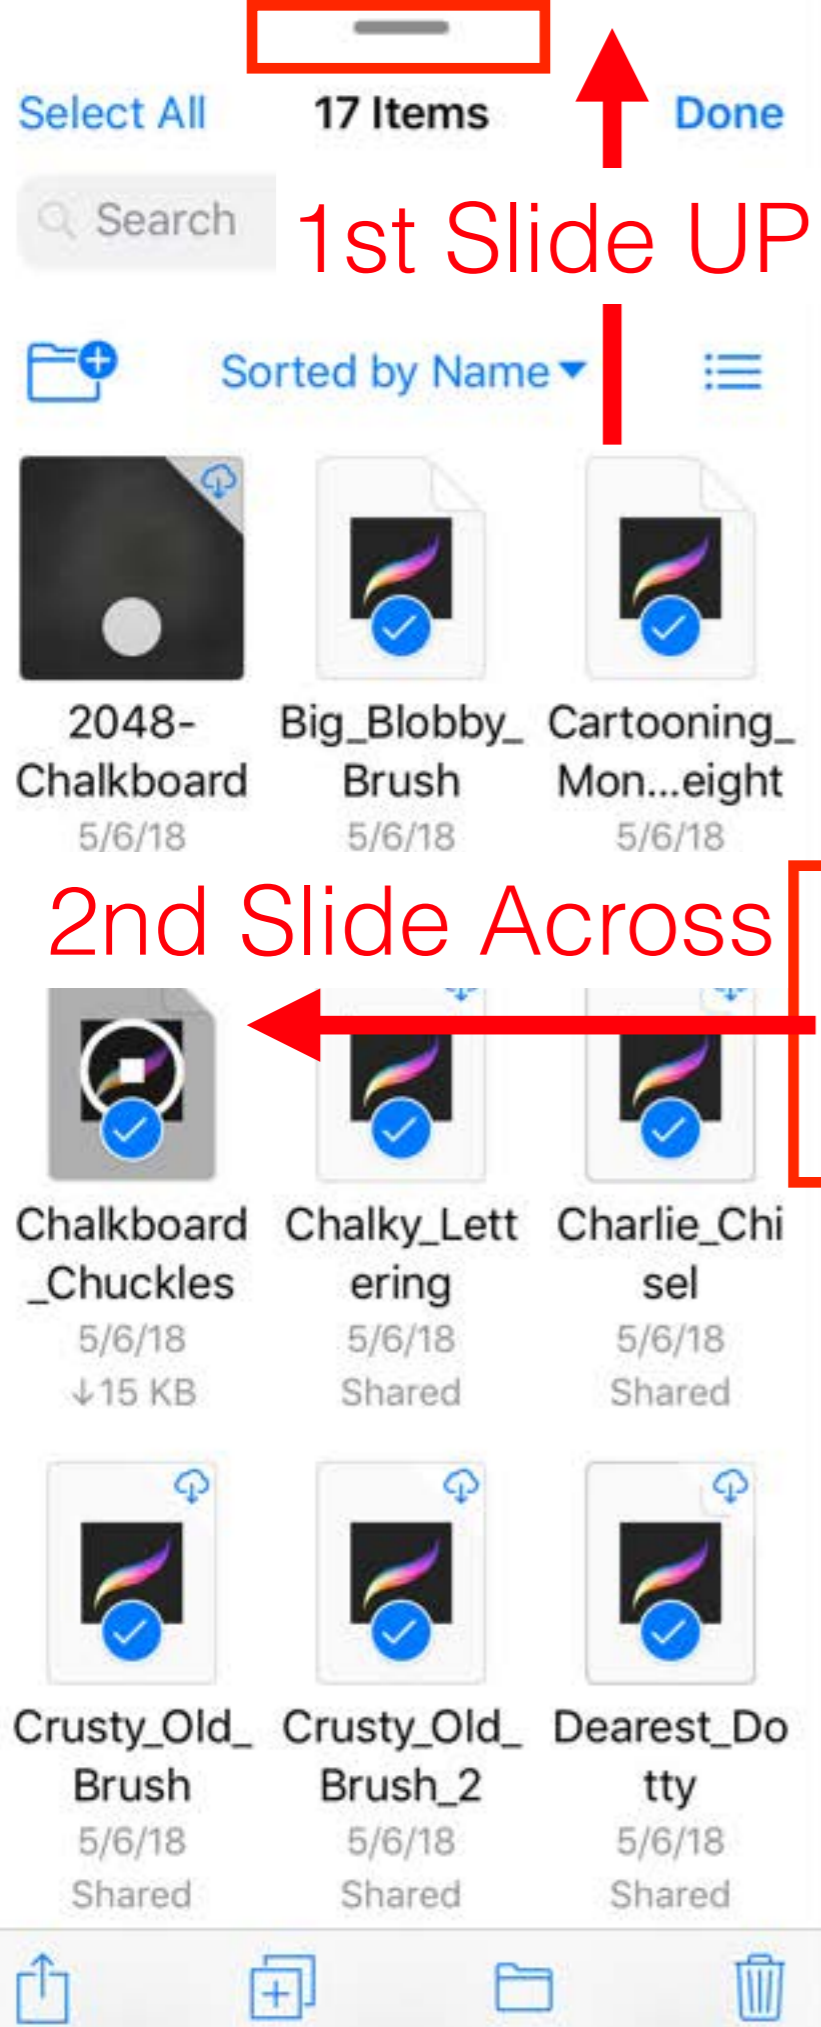 Select All 17 Items Done
Search
1st Slide UP
Sorted by Name
2048-
Chalkboard
5/6/18
Big_Blobby_
Brush
5/6/18
Cartooning_
Mon...eight
5/6/18
2nd Slide Across
Chalkboard
_Chuckles
5/6/18
↓15 KB
Chalky_Lett
ering
5/6/18
Shared
Charlie_Chi
sel
5/6/18
Shared
Crusty_Old_
Brush
5/6/18
Shared
Crusty_Old_
Brush_2
5/6/18
Shared
Dearest_Do
tty
5/6/18
Shared